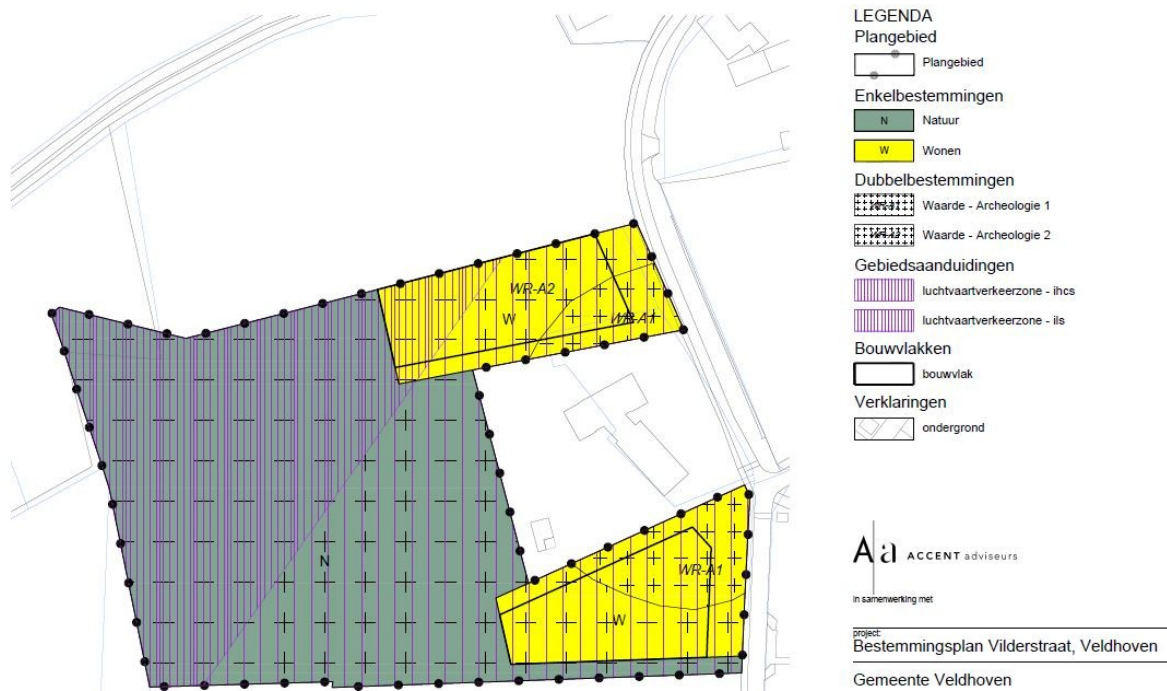 WR-A2
W
WR-A1
N
WR-A1
W
LEGENDA
Plangebied
Plangebied
Enkelbestemmingen
N Natuur
W Wonen
Dubbelbestemmingen
Waarde - Archeologie 1
Waarde - Archeologie 2
Gebiedsaanduidingen
luchtvaartverkeerzone - ihcs
luchtvaartverkeerzone - ils
Bouwvlakken
bouwvlak
Verklaringen
ondergrond
Aa ACCENT adviseurs
in samenwerking met
project:
Bestemmingsplan Vilderstraat, Veldhoven
Gemeente Veldhoven